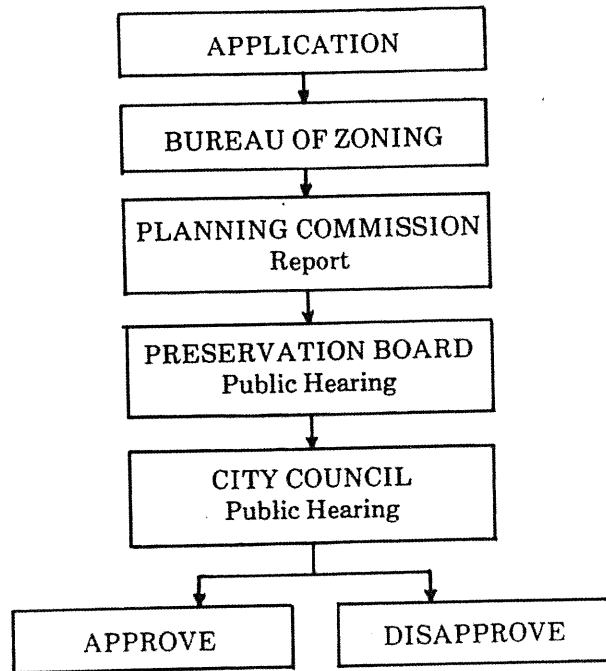 APPLICATION
BUREAU OF ZONING
PLANNING COMMISSION
Report
PRESERVATION BOARD
Public Hearing
CITY COUNCIL
Public Hearing
APPROVE
DISAPPROVE